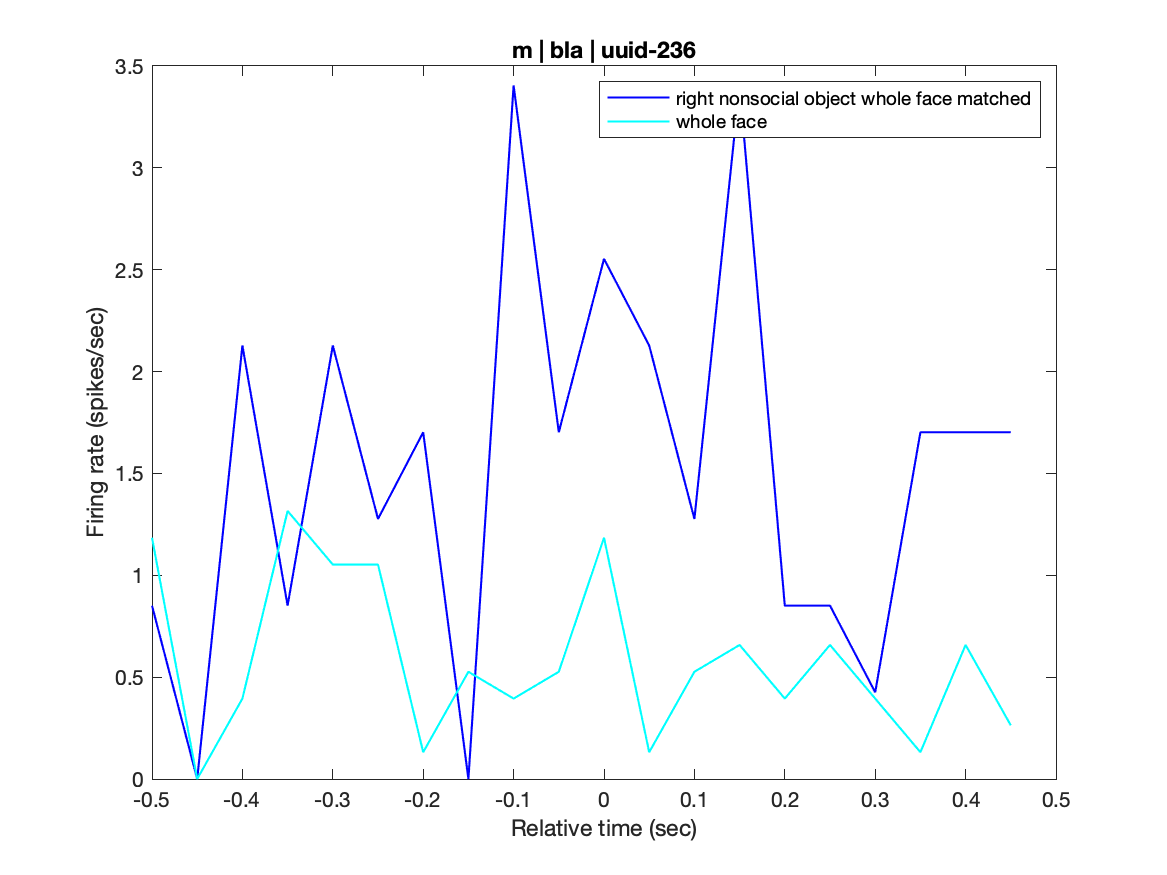 m | bla | uuid-236
3.5
3
2.5
2
1.5
1
0.5
0
Firing rate (spikes/sec)
right nonsocial object whole face matched
whole face
-0.5 -0.4 -0.3 -0.2 -0.1 0 0.1 0.2 0.3 0.4 0.5
Relative time (sec)